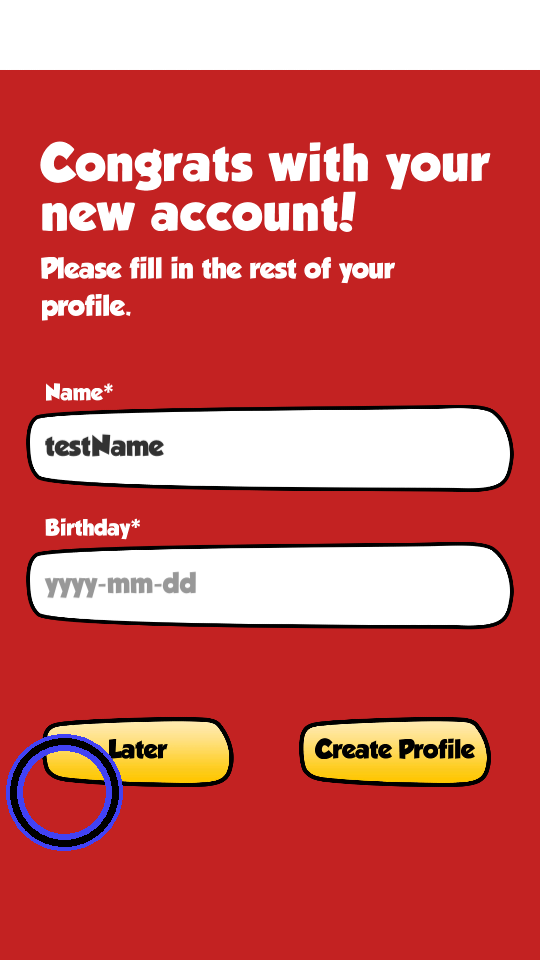 Congrats with your
new account!
Please fill in the rest of your
profile.
Name*
testName
Birthday*
yyyy-mm-dd
Later
Create Profile